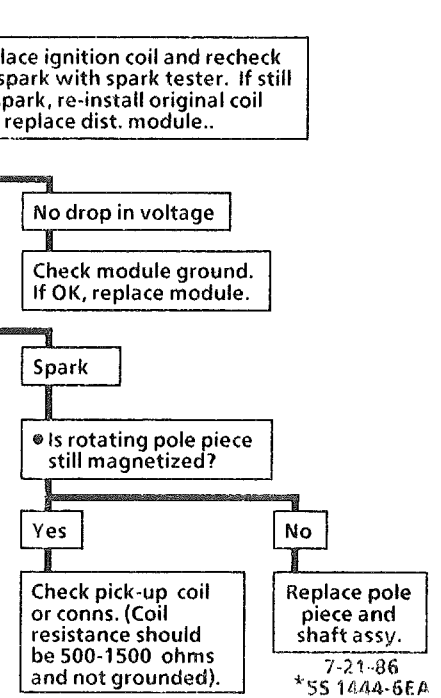 lace ignition coil and recheck
spark with spark tester. If still
park, re-install original coil
replace dist. module..
No drop in voltage
Check module ground.
If OK, replace module.
Spark
● Is rotating pole piece
still magnetized?
Yes
No
Check pick-up coil
or conns. (Coil
resistance should
be 500-1500 ohms
and not grounded).
Replace pole
piece and
shaft assy.
7-21-86
*5S 1444-6EA